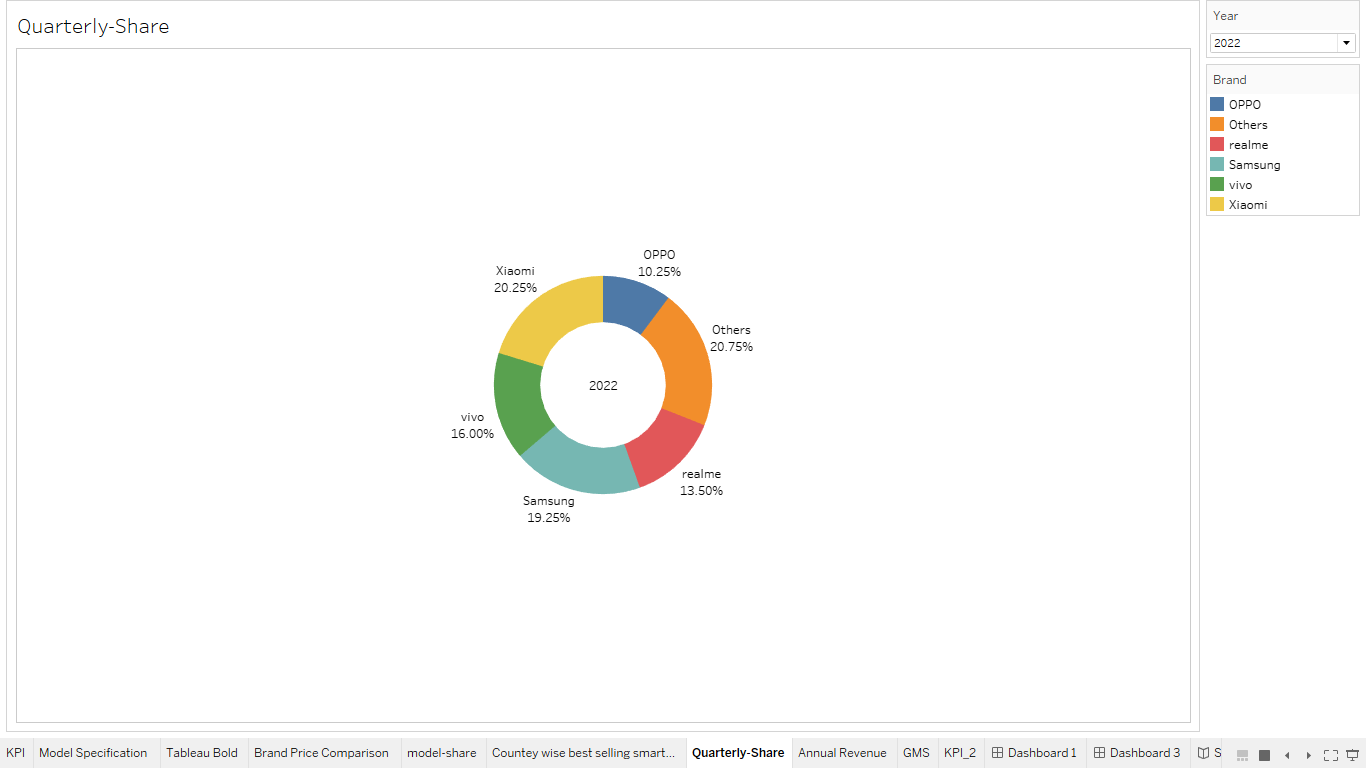 Quarterly-Share
Year
2022
Brand
OPPO
Others
realme
Samsung
vivo
Xiaomi
OPPO
10.25%
Xiaomi
20.25%
Others
20.75%
2022
vivo
16.00%
realme
13.50%
Samsung
19.25%
KPI Model Specification Tableau Bold Brand Price Comparison model-share Countey wise best selling smart... Quarterly-Share Annual Revenue GMS KPI_2 Dashboard 1 Dashboard 3 S